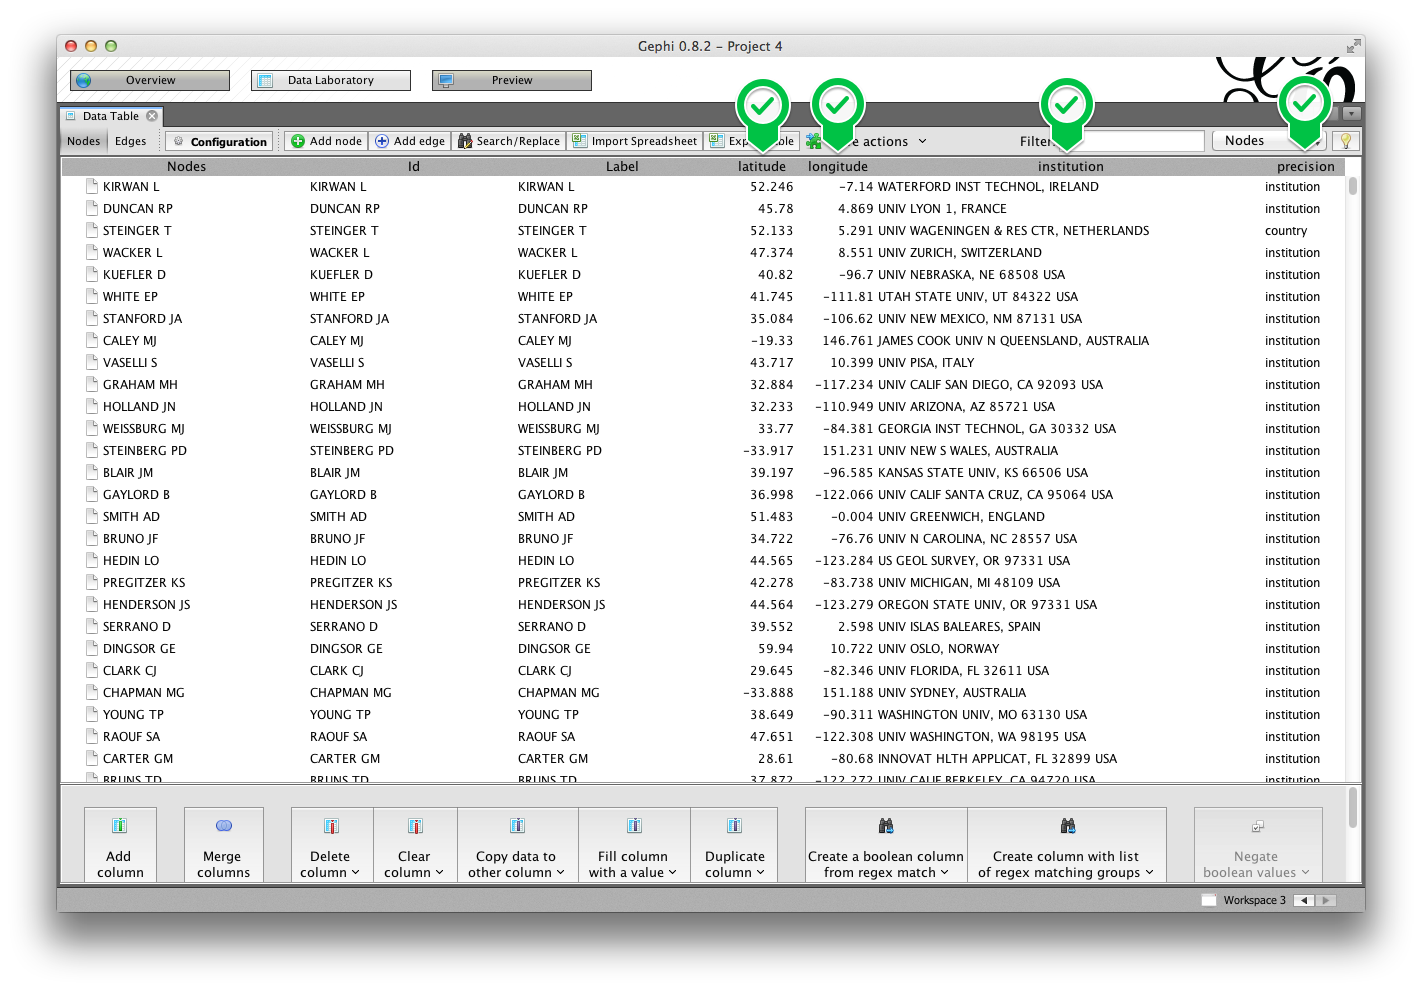 Gephi 0.8.2 – Project 4
Overview Data Laboratory Preview
Data Table
Nodes Edges Configuration Add node Add edge Search/Replace Import Spreadsheet actions Filter: Nodes
Nodes Id Label latitude longitude institution precision
KIRWAN L KIRWAN L KIRWAN L 52.246 -7.14 WATERFORD INST TECHNOL, IRELAND institution
DUNCAN RP DUNCAN RP DUNCAN RP 45.78 4.869 UNIV LYON 1, FRANCE institution
STEINGER T STEINGER T STEINGER T 52.133 5.291 UNIV WAGENINGEN & RES CTR, NETHERLANDS country
WACKER L WACKER L WACKER L 47.374 8.551 UNIV ZURICH, SWITZERLAND institution
KUEFLER D KUEFLER D KUEFLER D 40.82 -96.7 UNIV NEBRASKA, NE 68508 USA institution
WHITE EP WHITE EP WHITE EP 41.745 -111.81 UTAH STATE UNIV, UT 84322 USA institution
STANFORD JA STANFORD JA STANFORD JA 35.084 -106.62 UNIV NEW MEXICO, NM 87131 USA institution
CALEY MJ CALEY MJ CALEY MJ -19.33 146.761 JAMES COOK UNIV N QUEENSLAND, AUSTRALIA institution
VASELLI S VASELLI S VASELLI S 43.717 10.399 UNIV PISA, ITALY institution
GRAHAM MH GRAHAM MH GRAHAM MH 32.884 -117.234 UNIV CALIF SAN DIEGO, CA 92093 USA institution
HOLLAND JN HOLLAND JN HOLLAND JN 32.233 -110.949 UNIV ARIZONA, AZ 85721 USA institution
WEISSBURG MJ WEISSBURG MJ WEISSBURG MJ 33.77 -84.381 GEORGIA INST TECHNOL, GA 30332 USA institution
STEINBERG PD STEINBERG PD STEINBERG PD -33.917 151.231 UNIV NEW S WALES, AUSTRALIA institution
BLAIR JM BLAIR JM BLAIR JM 39.197 -96.585 KANSAS STATE UNIV, KS 66506 USA institution
GAYLORD B GAYLORD B GAYLORD B 36.998 -122.066 UNIV CALIF SANTA CRUZ, CA 95064 USA institution
SMITH AD SMITH AD SMITH AD 51.483 -0.004 UNIV GREENWICH, ENGLAND institution
BRUNO JF BRUNO JF BRUNO JF 34.722 -76.76 UNIV N CAROLINA, NC 28557 USA institution
HEDIN LO HEDIN LO HEDIN LO 44.565 -123.284 US GEOL SURVEY, OR 97331 USA institution
PREGITZER KS PREGITZER KS PREGITZER KS 42.278 -83.738 UNIV MICHIGAN, MI 48109 USA institution
HENDERSON JS HENDERSON JS HENDERSON JS 44.564 -123.279 OREGON STATE UNIV, OR 97331 USA institution
SERRANO D SERRANO D SERRANO D 39.552 2.598 UNIV ISLAS BALEARES, SPAIN institution
DINGSOR GE DINGSOR GE DINGSOR GE 59.94 10.722 UNIV OSLO, NORWAY institution
CLARK CJ CLARK CJ CLARK CJ 29.645 -82.346 UNIV FLORIDA, FL 32611 USA institution
CHAPMAN MG CHAPMAN MG CHAPMAN MG -33.888 151.188 UNIV SYDNEY, AUSTRALIA institution
YOUNG TP YOUNG TP YOUNG TP 38.649 -90.311 WASHINGTON UNIV, MO 63130 USA institution
RAOUF SA RAOUF SA RAOUF SA 47.651 -122.308 UNIV WASHINGTON, WA 98195 USA institution
CARTER GM CARTER GM CARTER GM 28.61 -80.68 INNOVAT HLTH APPLICAT, FL 32899 USA institution
BRUNS TD BRUNS TD BRUNS TD 37.872 -122.272 UNIV CALIF BERKELEY, CA 94720 USA institution
Add Merge Delete Clear Copy data to Fill column Duplicate Create a boolean column Create column with list Negate
column columns column column other column with a value column from regex match of regex matching groups boolean values
Workspace 3